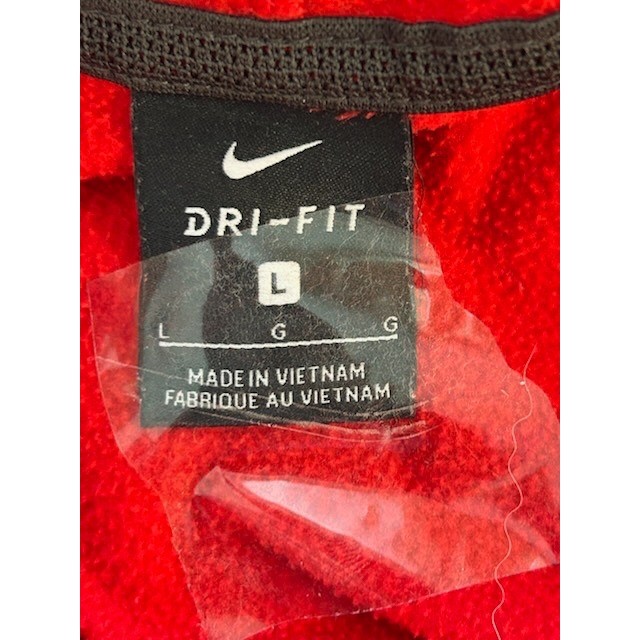 DRI-FIT
L
L G G
MADE IN VIETNAM
FABRIQUE AU VIETNAM